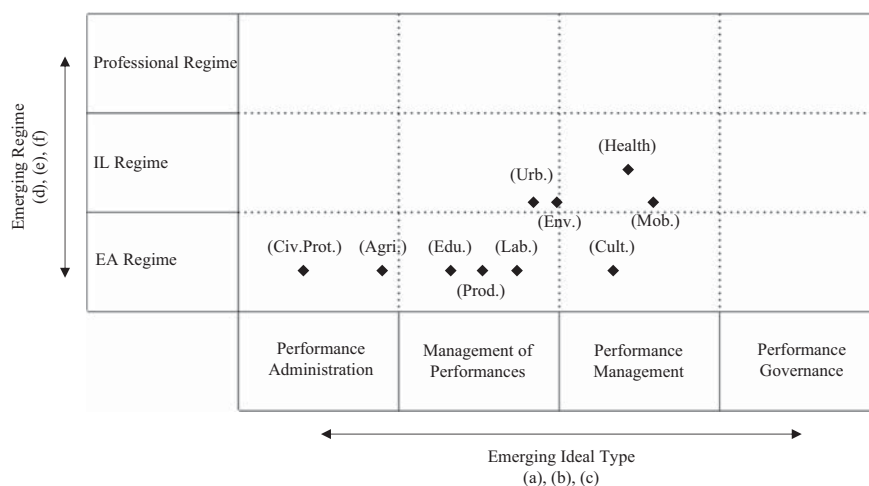 Professional Regime
Emerging Regime
(d), (e), (f)
IL Regime
(Health)
(Urb.)
(Env.)
(Mob.)
EA Regime
(Civ.Prot.)
(Agri.)
(Edu.)
(Lab.)
(Cult.)
(Prod.)
Performance
Administration
Management of
Performances
Performance
Management
Performance
Governance
Emerging Ideal Type
(a), (b), (c)